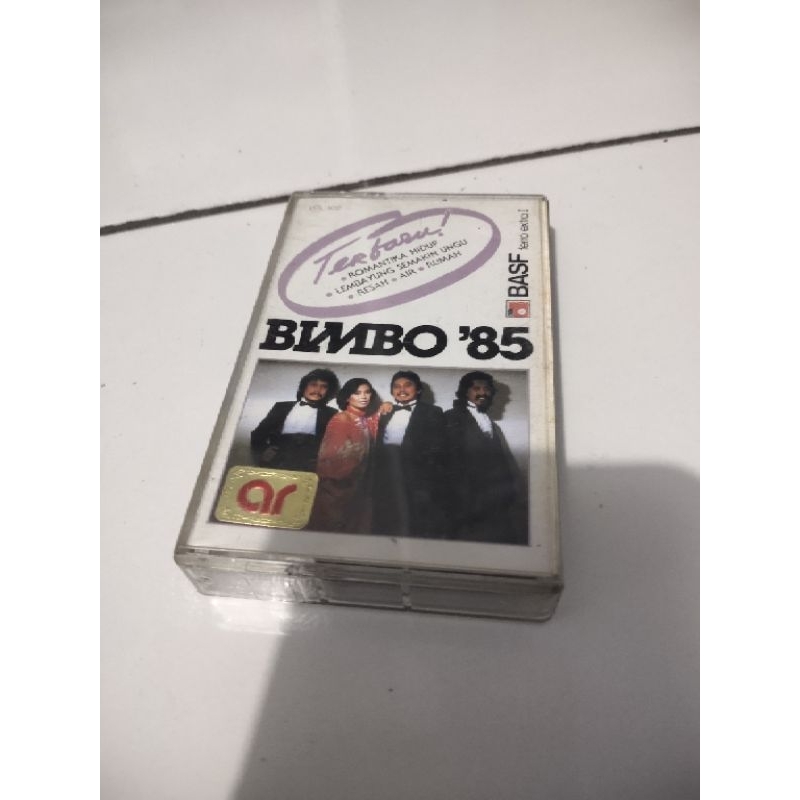 Terbaru!
• ROMANTIKA HIDUP
• LEMBAYUNG SEMAKIN UNGU
• RESAH • AIR • RUMAH
BASF ferro extra I
BIMBO '85
ar